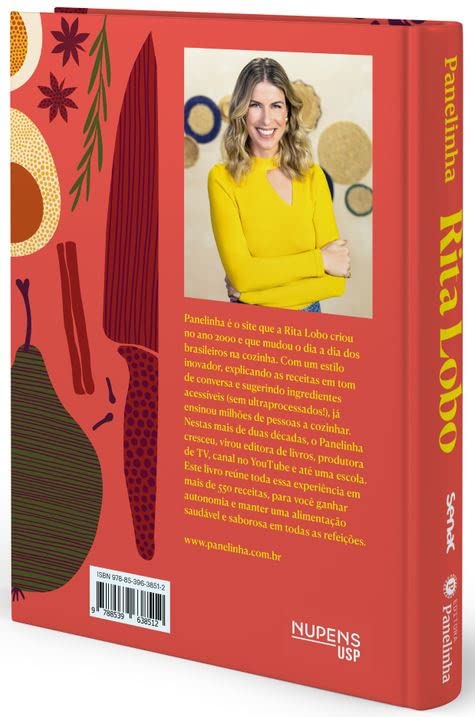 Panelinha é o site que a Rita Lobo criou
no ano 2000 e que mudou o dia a dia dos
brasileiros na cozinha. Com um estilo
inovador, explicando as receitas em tom
de conversa e sugerindo ingredientes
acessíveis (sem ultraprocessados!), já
ensinou milhões de pessoas a cozinhar.
Nestas mais de duas décadas, o Panelinha
cresceu, virou editora de livros, produtora
de TV, canal no YouTube e até uma escola.
Este livro reúne toda essa experiência em
mais de 550 receitas, para você ganhar
autonomia e manter uma alimentação
saudável e saborosa em todas as refeições.
www.panelinha.com.br
ISBN 978-85-396-3851-2
9 788539 638512
NUPENS
USP
Panelinha
Rita Lobo
Senac
EDITORA
Panelinha